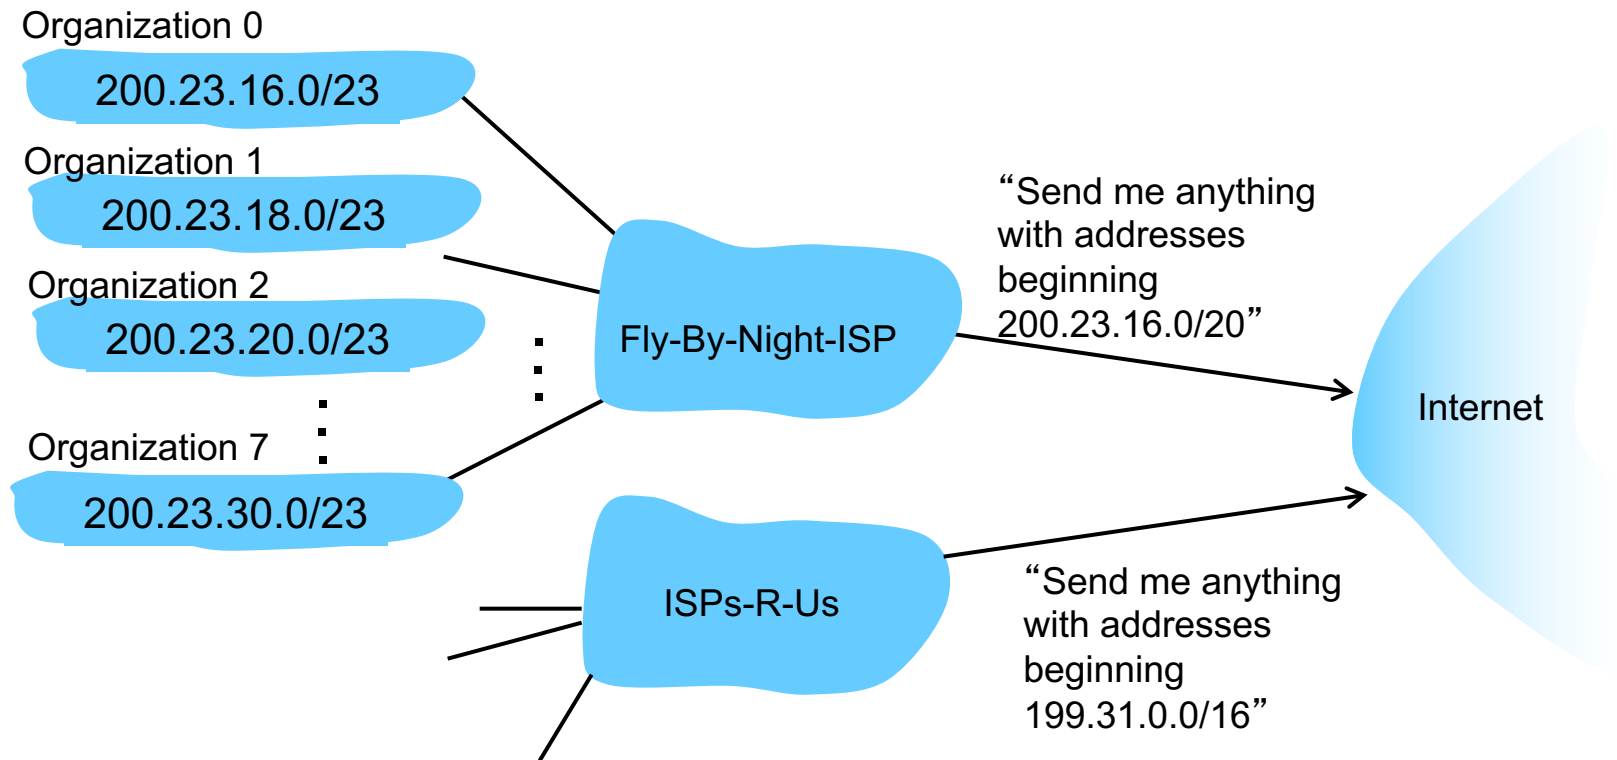 Organization 0
200.23.16.0/23
Organization 1
200.23.18.0/23
Organization 2
200.23.20.0/23
Organization 7
200.23.30.0/23
Fly-By-Night-ISP
“Send me anything
with addresses
beginning
200.23.16.0/20”
Internet
ISPs-R-Us
“Send me anything
with addresses
beginning
199.31.0.0/16”